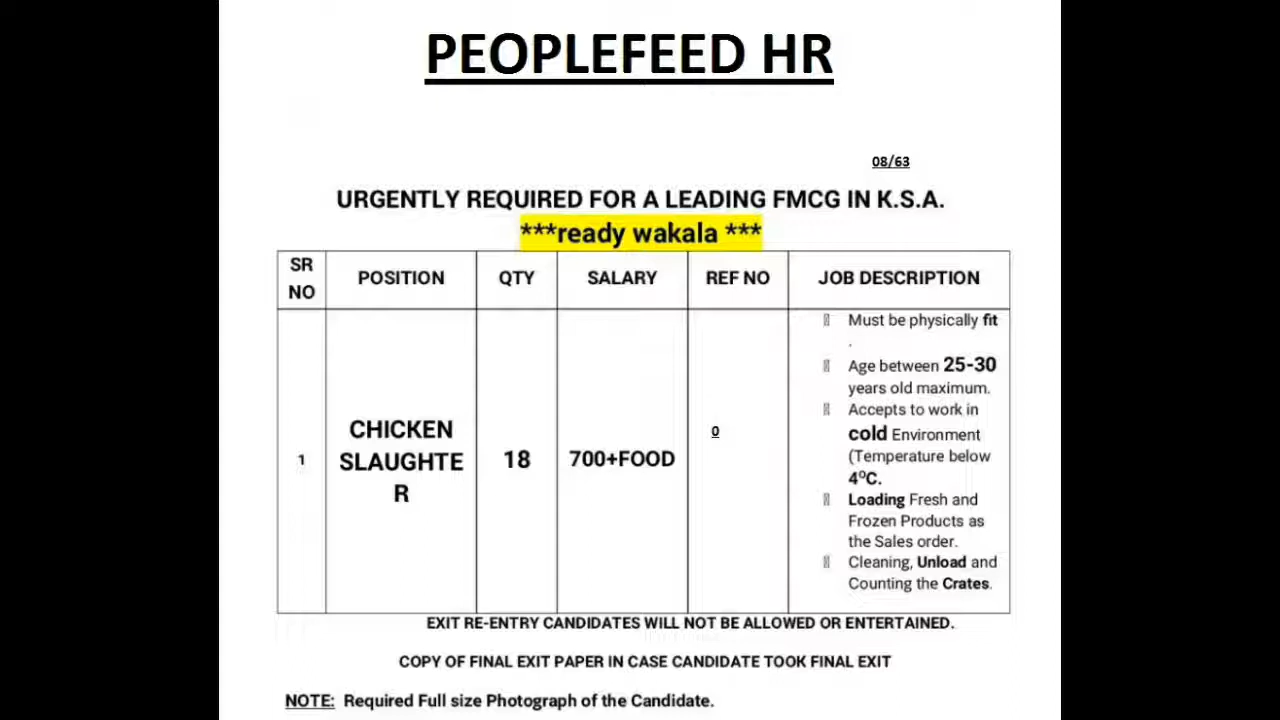 PEOPLEFEED HR
08/63
URGENTLY REQUIRED FOR A LEADING FMCG IN K.S.A.
***ready wakala ***
SR
NO
POSITION
QTY
SALARY
REF NO
JOB DESCRIPTION
1
CHICKEN
SLAUGHTE
R
18
700+FOOD
0
Must be physically fit
.
Age between 25-30
years old maximum.
Accepts to work in
cold Environment
(Temperature below
4ºC.
Loading Fresh and
Frozen Products as
the Sales order.
Cleaning, Unload and
Counting the Crates.
EXIT RE-ENTRY CANDIDATES WILL NOT BE ALLOWED OR ENTERTAINED.
COPY OF FINAL EXIT PAPER IN CASE CANDIDATE TOOK FINAL EXIT
NOTE: Required Full size Photograph of the Candidate.